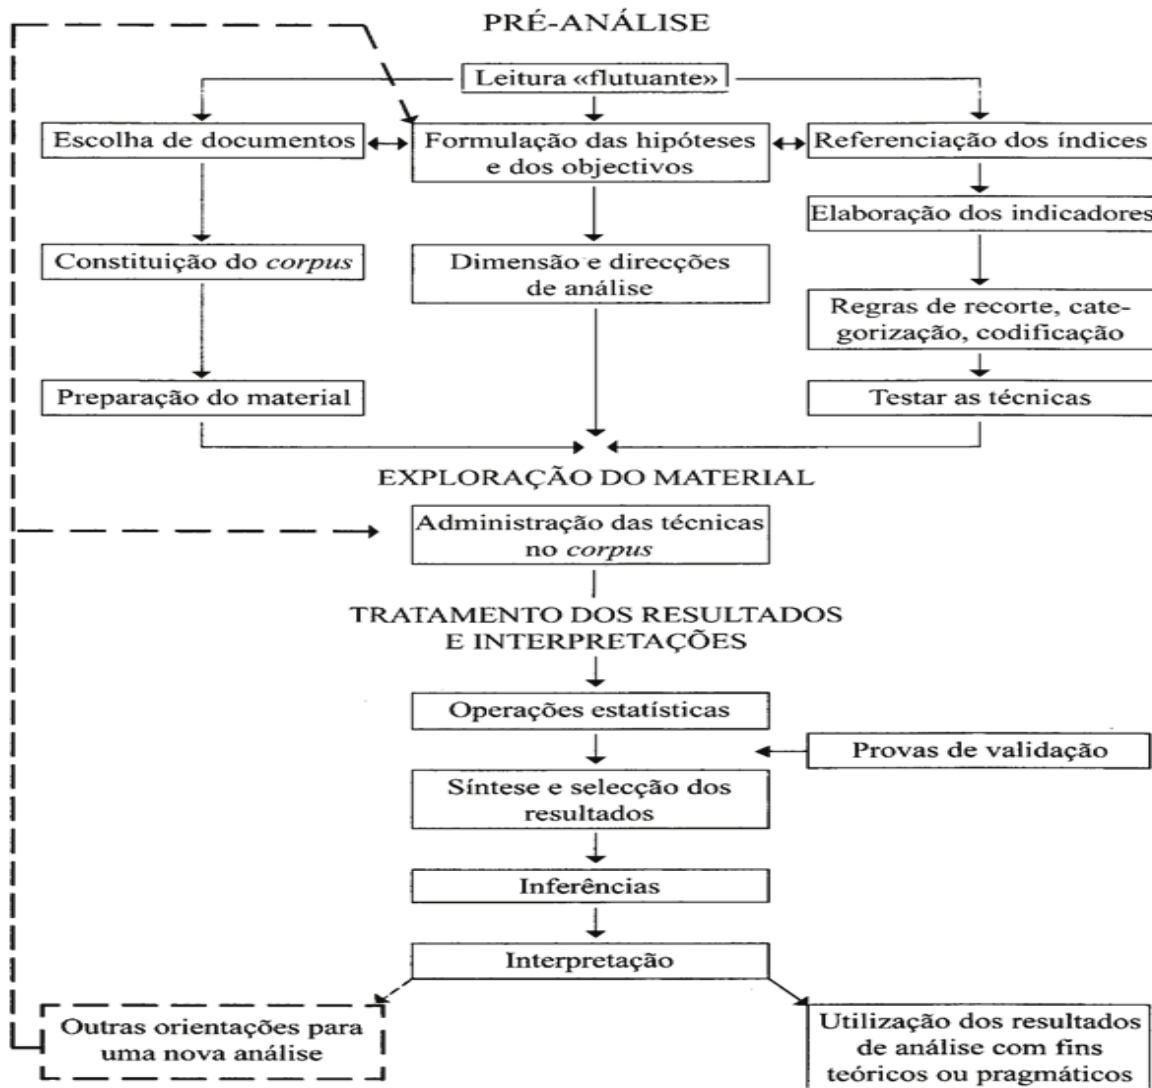 PRÉ-ANÁLISE
Leitura «flutuante»
Escolha de documentos
Formulação das hipóteses
e dos objectivos
Referenciação dos índices
Elaboração dos indicadores
Constituição do corpus
Dimensão e direcções
de análise
Regras de recorte, cate-
gorização, codificação
Preparação do material
Testar as técnicas
EXPLORAÇÃO DO MATERIAL
Administração das técnicas
no corpus
TRATAMENTO DOS RESULTADOS
E INTERPRETAÇÕES
Operações estatísticas
Provas de validação
Síntese e selecção dos
resultados
Inferências
Interpretação
Outras orientações para
uma nova análise
Utilização dos resultados
de análise com fins
teóricos ou pragmáticos